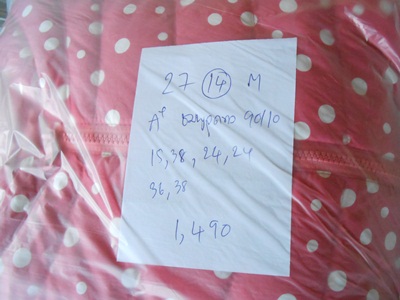 27 14 M
A+ 90/10
15, 38, 24, 24
36, 38
1,490